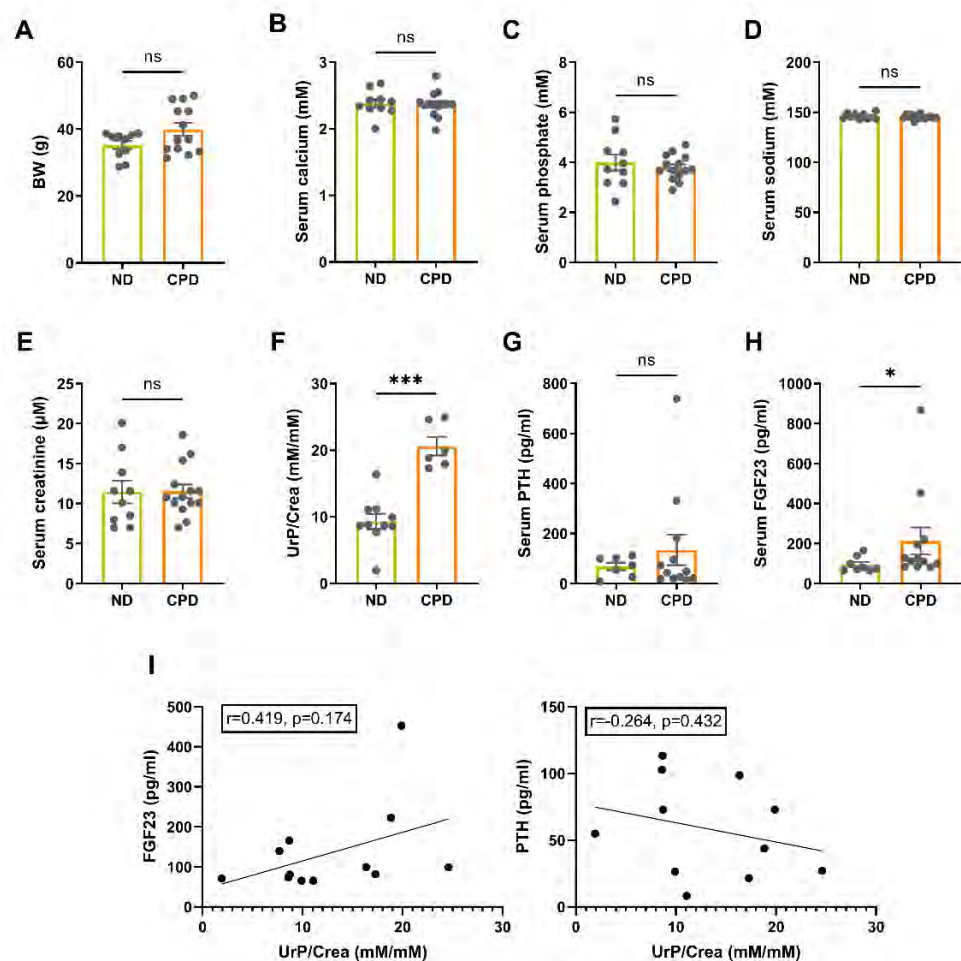 A
BW (g)
60
40
20
0
ns
ND CPD
B
Serum calcium (mM)
3
2
1
0
ns
ND CPD
C
Serum phosphate (mM)
8
6
4
2
0
ns
ND CPD
D
Serum sodium (mM)
200
150
100
50
0
ns
ND CPD
E
Serum creatinine (µM)
25
20
15
10
5
0
ns
ND CPD
F
UrP/Crea (mM/mM)
30
20
10
0
***
ND CPD
G
Serum PTH (pg/ml)
800
600
400
200
0
ns
ND CPD
H
Serum FGF23 (pg/ml)
1000
800
600
400
200
0
*
ND CPD
I
FGF23 (pg/ml)
500
400
300
200
100
0
r=0.419, p=0.174
0 10 20 30
UrP/Crea (mM/mM)
PTH (pg/ml)
150
100
50
0
r=-0.264, p=0.432
0 10 20 30
UrP/Crea (mM/mM)